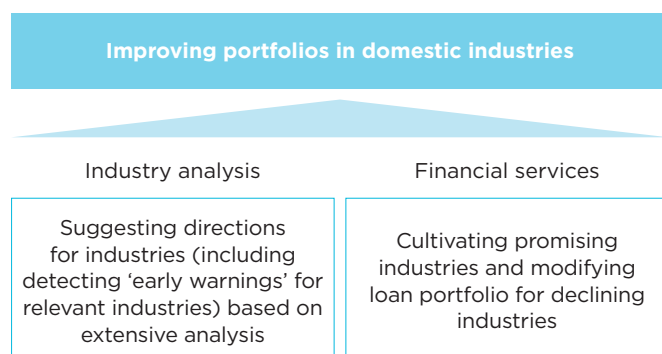 Improving portfolios in domestic industries
Industry analysis
Suggesting directions
for industries (including
detecting ‘early warnings’ for
relevant industries) based on
extensive analysis
Financial services
Cultivating promising
industries and modifying
loan portfolio for declining
industries